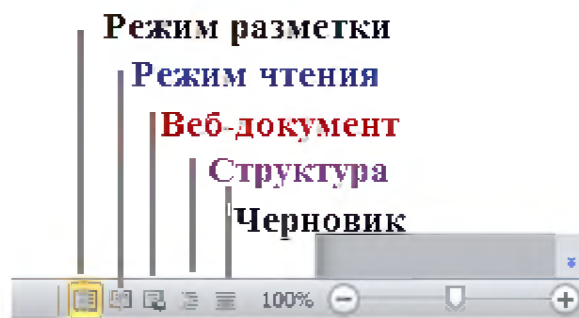 Режим разметки
Режим чтения
Веб-документ
Структура
Черновик
100%